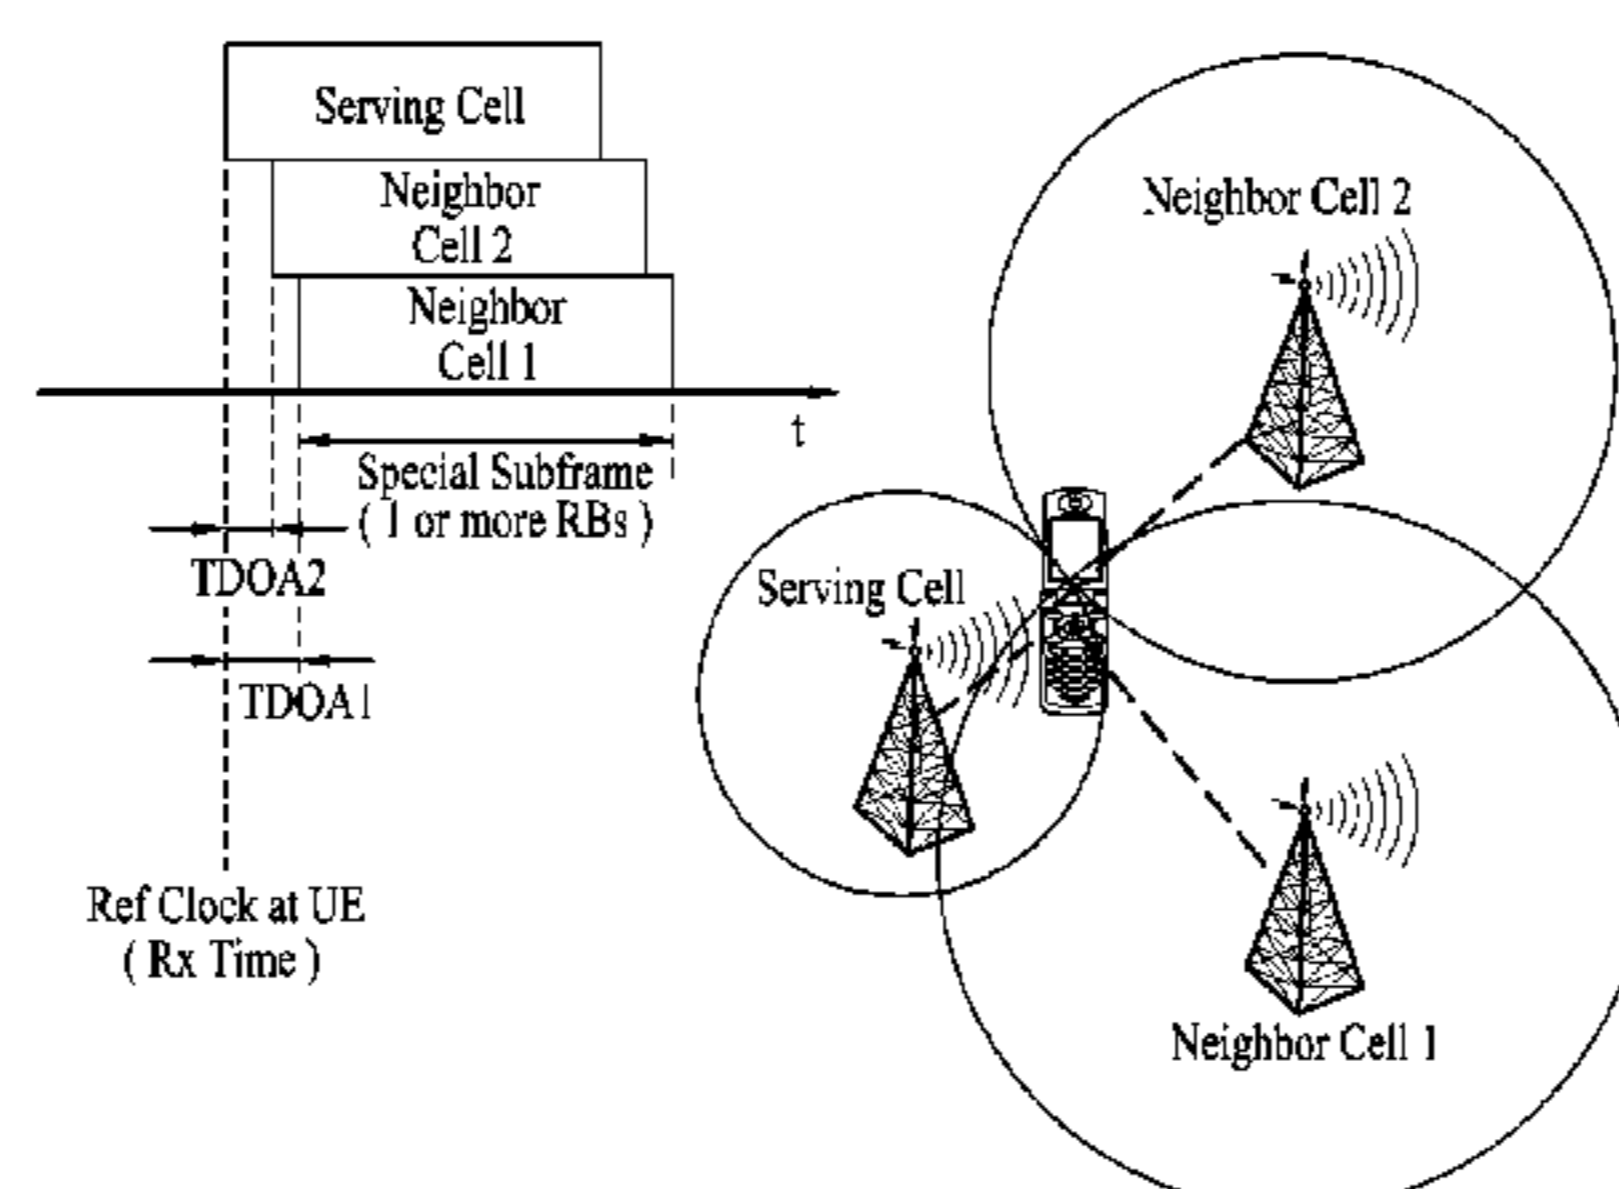 Serving Cell
Neighbor
Cell 2
Neighbor
Cell 1
t
Special Subframe
( 1 or more RBs )
TDOA2
TDOA1
Ref Clock at UE
( Rx Time )
Neighbor Cell 2
Serving Cell
Neighbor Cell 1